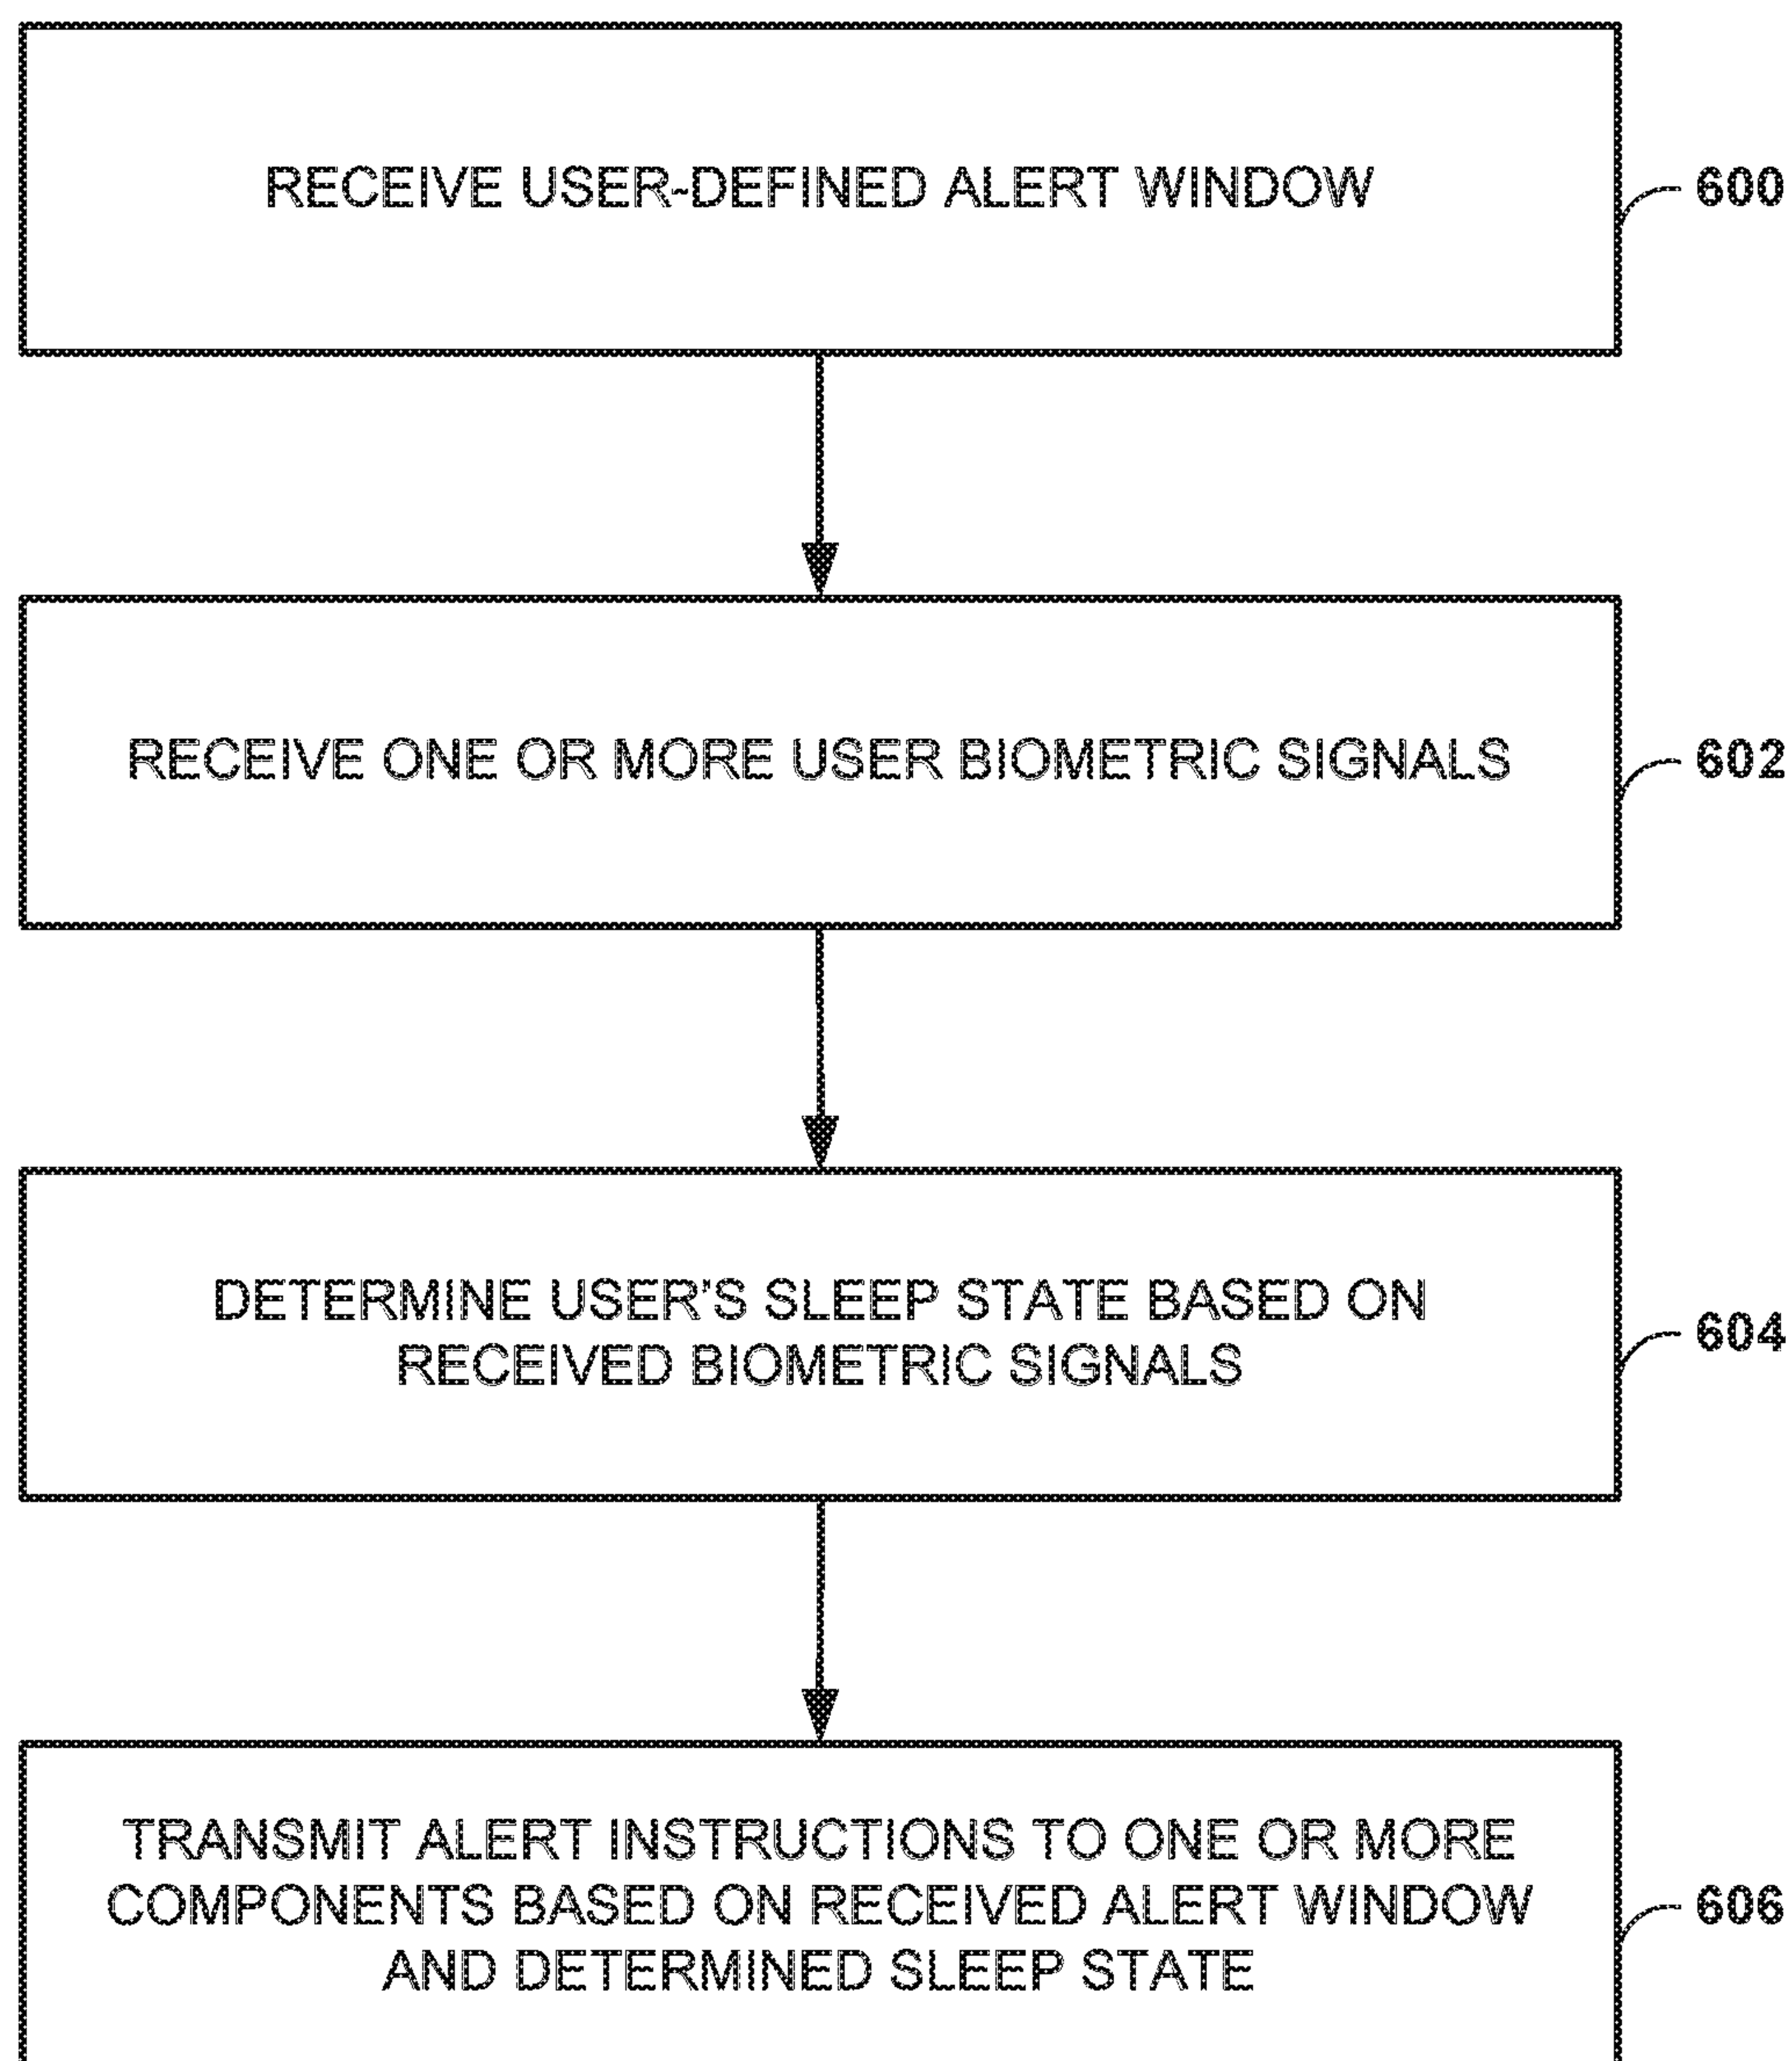 RECEIVE USER-DEFINED ALERT WINDOW
600
RECEIVE ONE OR MORE USER BIOMETRIC SIGNALS
602
DETERMINE USER'S SLEEP STATE BASED ON
RECEIVED BIOMETRIC SIGNALS
604
TRANSMIT ALERT INSTRUCTIONS TO ONE OR MORE
COMPONENTS BASED ON RECEIVED ALERT WINDOW
AND DETERMINED SLEEP STATE
606